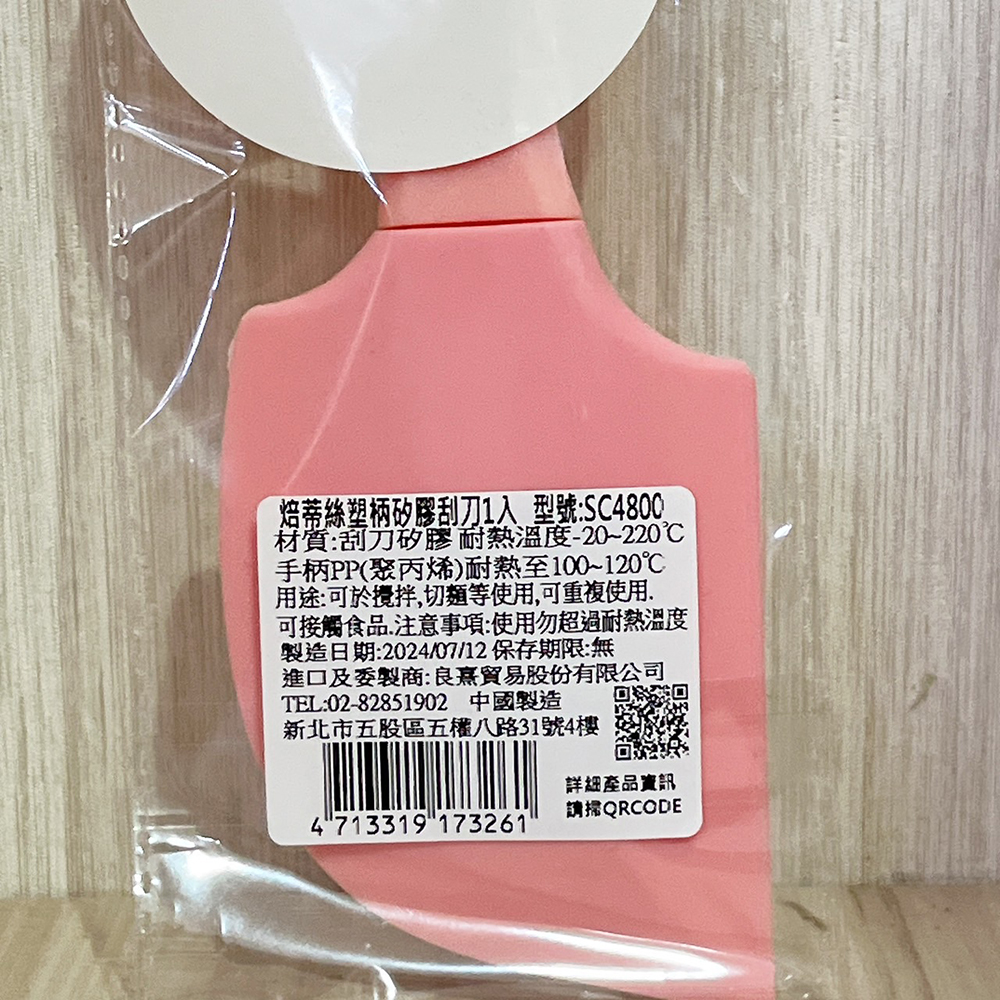 焙蒂絲塑柄矽膠刮刀1入 型號:SC4800
材質:刮刀矽膠 耐熱溫度-20~220℃
手柄PP(聚丙烯)耐熱至100~120℃
用途:可於攪拌,切麵等使用,可重複使用.
可接觸食品.注意事項:使用勿超過耐熱溫度
製造日期:2024/07/12 保存期限:無
進口及委製商:良熹貿易股份有限公司
TEL:02-82851902 中國製造
新北市五股區五權八路31號4樓
詳細產品資訊
請掃QRCODE
4 713319 173261